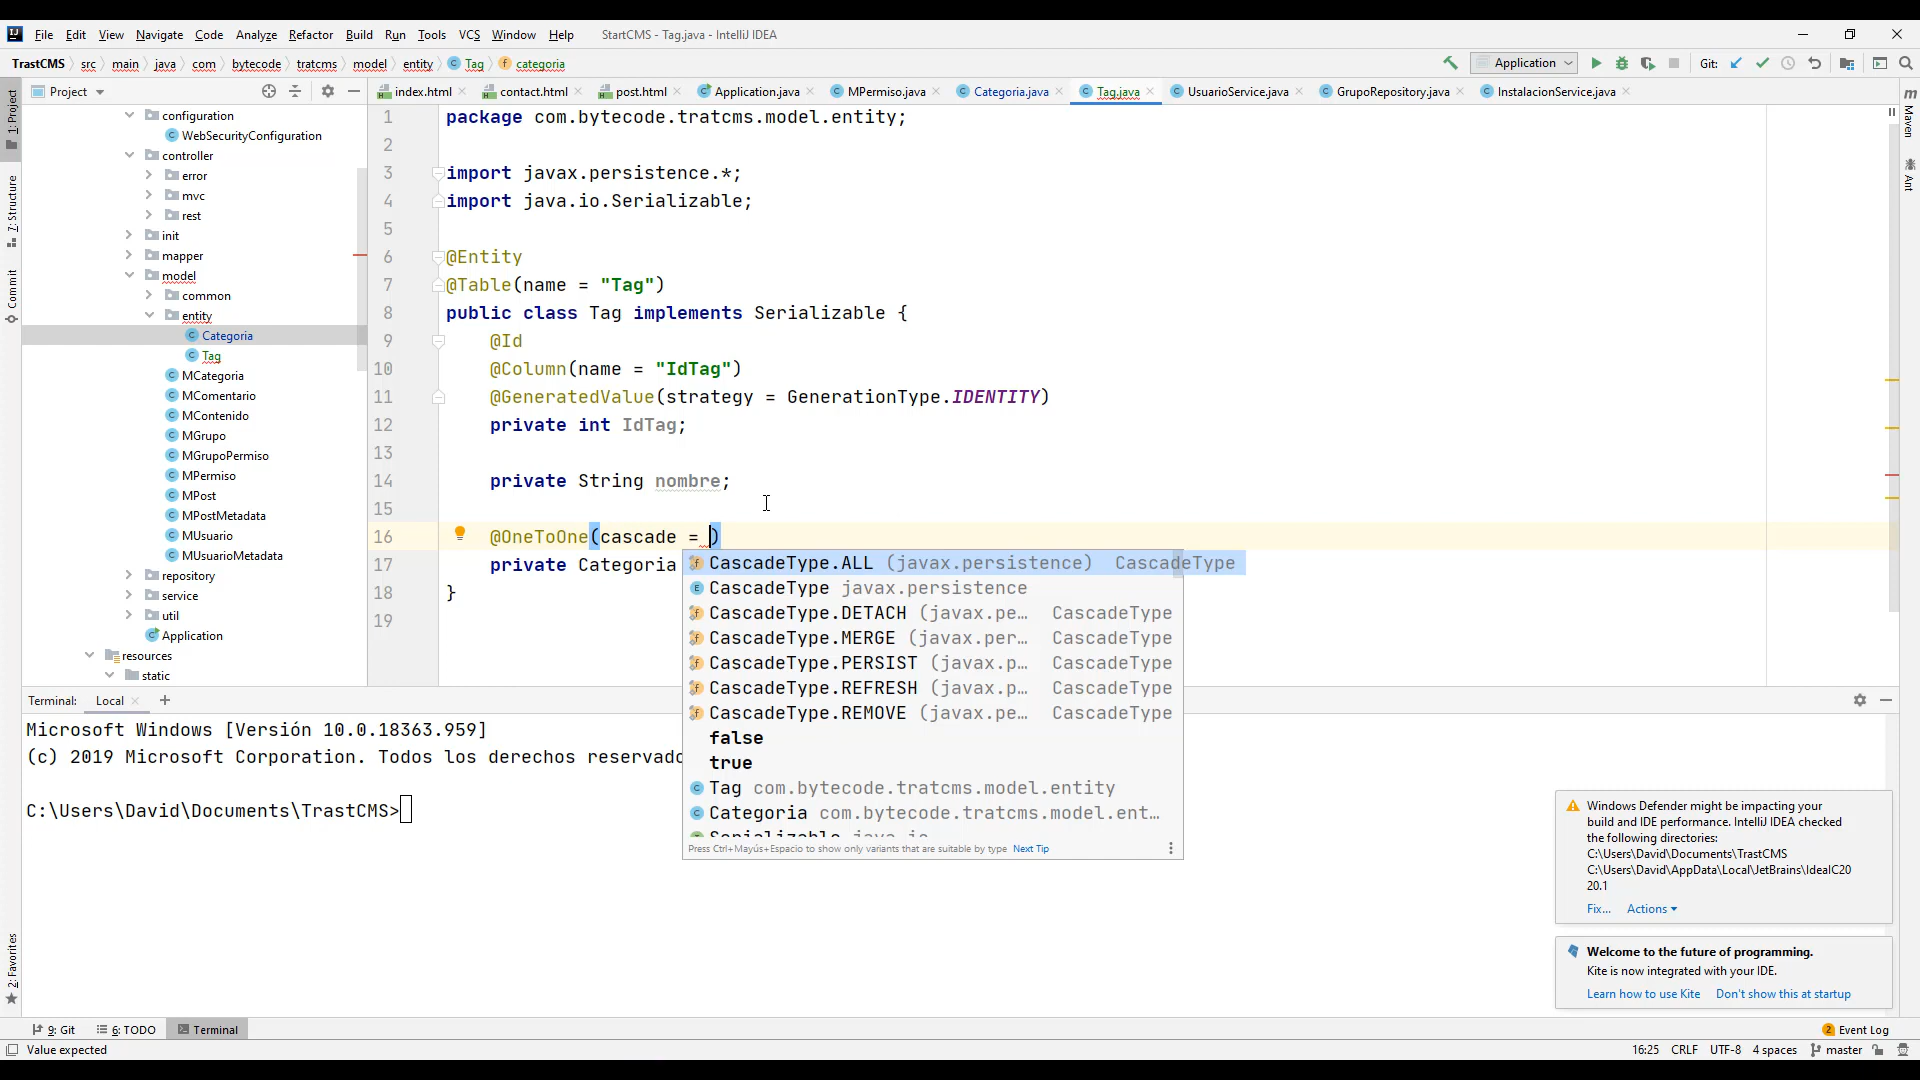 File Edit View Navigate Code Analyze Refactor Build Run Tools VCS Window Help StartCMS - Tag.java - IntelliJ IDEA
TrastCMS src main java com bytecode tratcms model entity Tag categoria Application Git:
Project index.html contact.html post.html Application.java MPermiso.java Categoria.java Tag.java UsuarioService.java GrupoRepository.java InstalacionService.java
1: Project
7: Structure
Commit
2: Favorites
Maven
Ant
configuration
WebSecurityConfiguration
controller
error
mvc
rest
init
mapper
model
common
entity
Categoria
Tag
MCategoria
MComentario
MContenido
MGrupo
MGrupoPermiso
MPermiso
MPost
MPostMetadata
MUsuario
MUsuarioMetadata
repository
service
util
Application
resources
static
1 package com.bytecode.tratcms.model.entity;
2
3 import javax.persistence.*;
4 import java.io.Serializable;
5
6 @Entity
7 @Table(name = "Tag")
8 public class Tag implements Serializable {
9 @Id
10 @Column(name = "IdTag")
11 @GeneratedValue(strategy = GenerationType.IDENTITY)
12 private int IdTag;
13
14 private String nombre;
15
16 @OneToOne(cascade = )
17 private Categoria
18 }
19
CascadeType.ALL (javax.persistence) CascadeType
CascadeType javax.persistence
CascadeType.DETACH (javax.pe… CascadeType
CascadeType.MERGE (javax.per… CascadeType
CascadeType.PERSIST (javax.p… CascadeType
CascadeType.REFRESH (javax.p… CascadeType
CascadeType.REMOVE (javax.pe… CascadeType
false
true
Tag com.bytecode.tratcms.model.entity
Categoria com.bytecode.tratcms.model.ent…
Serializable java.io
Press Ctrl+Mayús+Espacio to show only variants that are suitable by type Next Tip
Terminal: Local +
Microsoft Windows [Versión 10.0.18363.959]
(c) 2019 Microsoft Corporation. Todos los derechos
C:\Users\David\Documents\TrastCMS>
Windows Defender might be impacting your
build and IDE performance. IntelliJ IDEA checked
the following directories:
C:\Users\David\Documents\TrastCMS
C:\Users\David\AppData\Local\JetBrains\IdeaIC20
20.1
Fix... Actions
Welcome to the future of programming.
Kite is now integrated with your IDE.
Learn how to use Kite Don't show this at startup
9: Git 6: TODO Terminal 2 Event Log
Value expected 16:25 CRLF UTF-8 4 spaces master